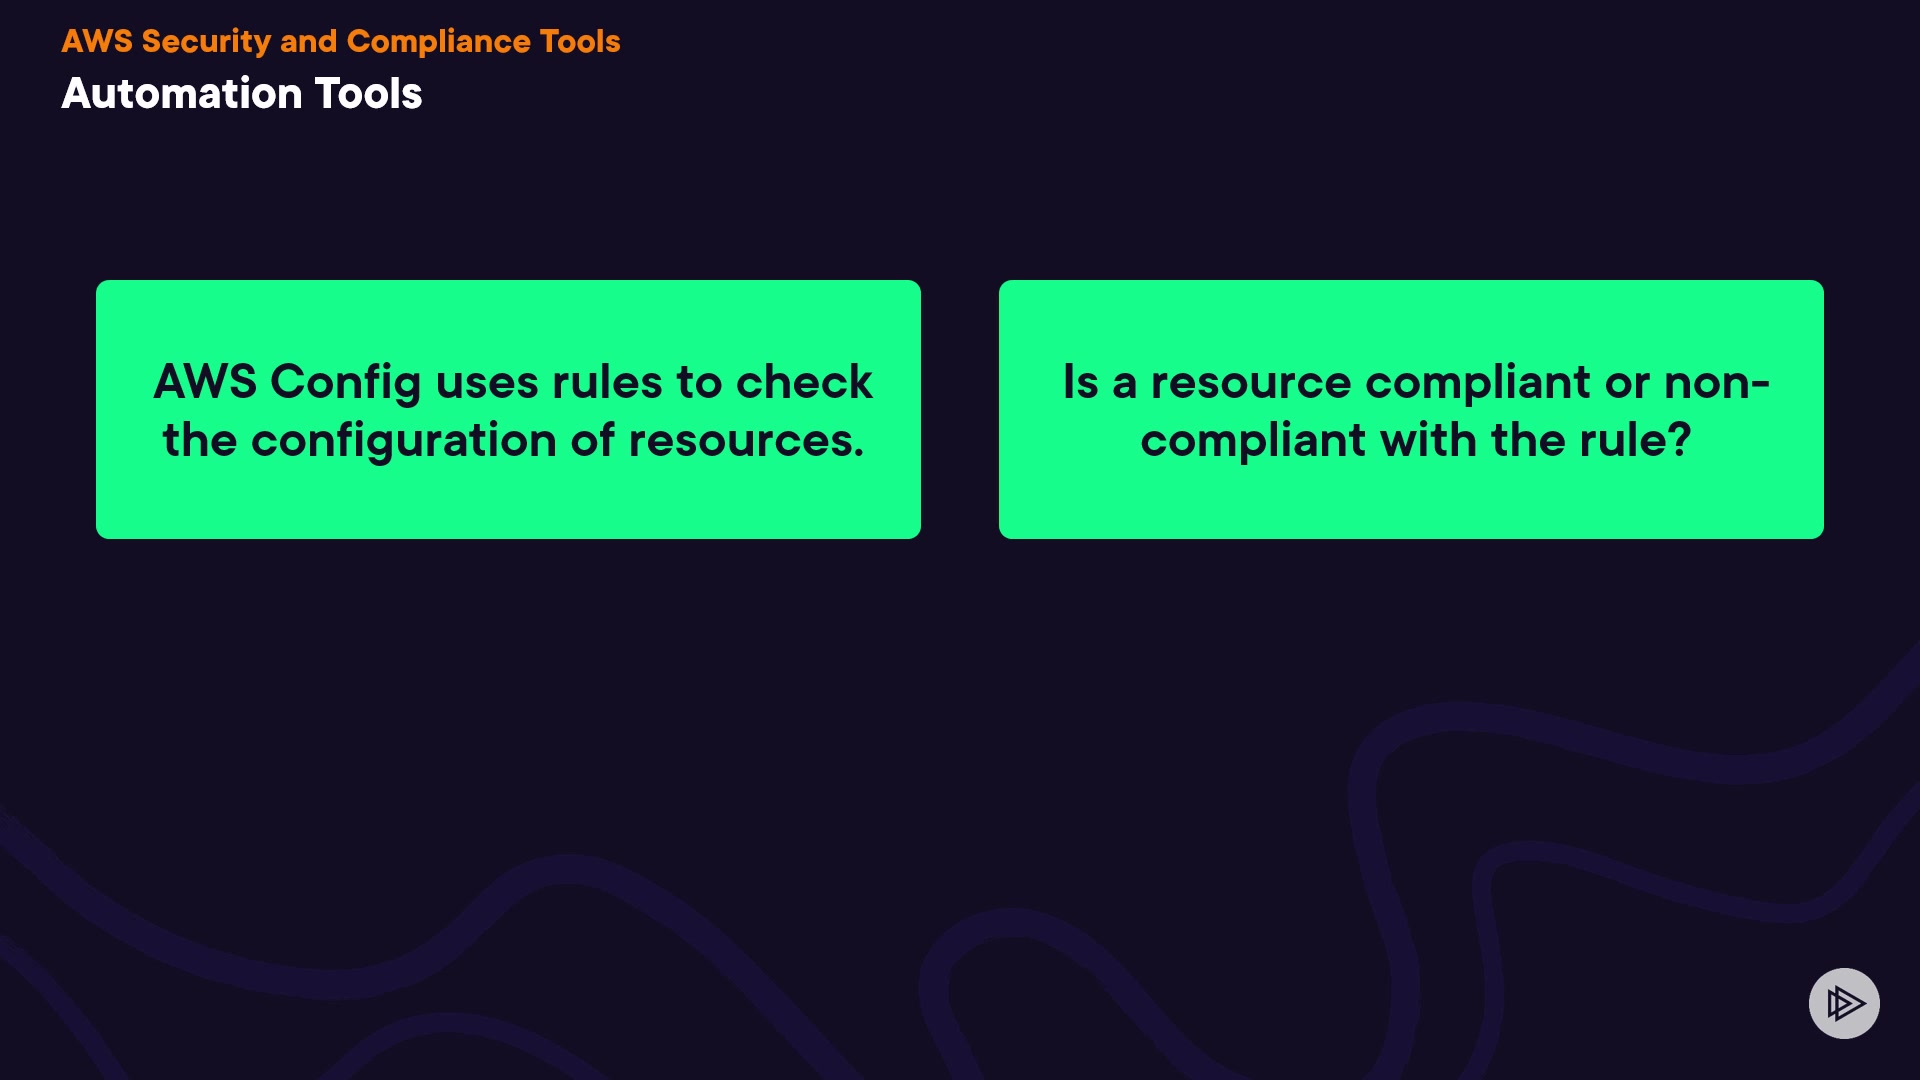 AWS Security and Compliance Tools
Automation Tools
AWS Config uses rules to check
the configuration of resources.
Is a resource compliant or non-
compliant with the rule?